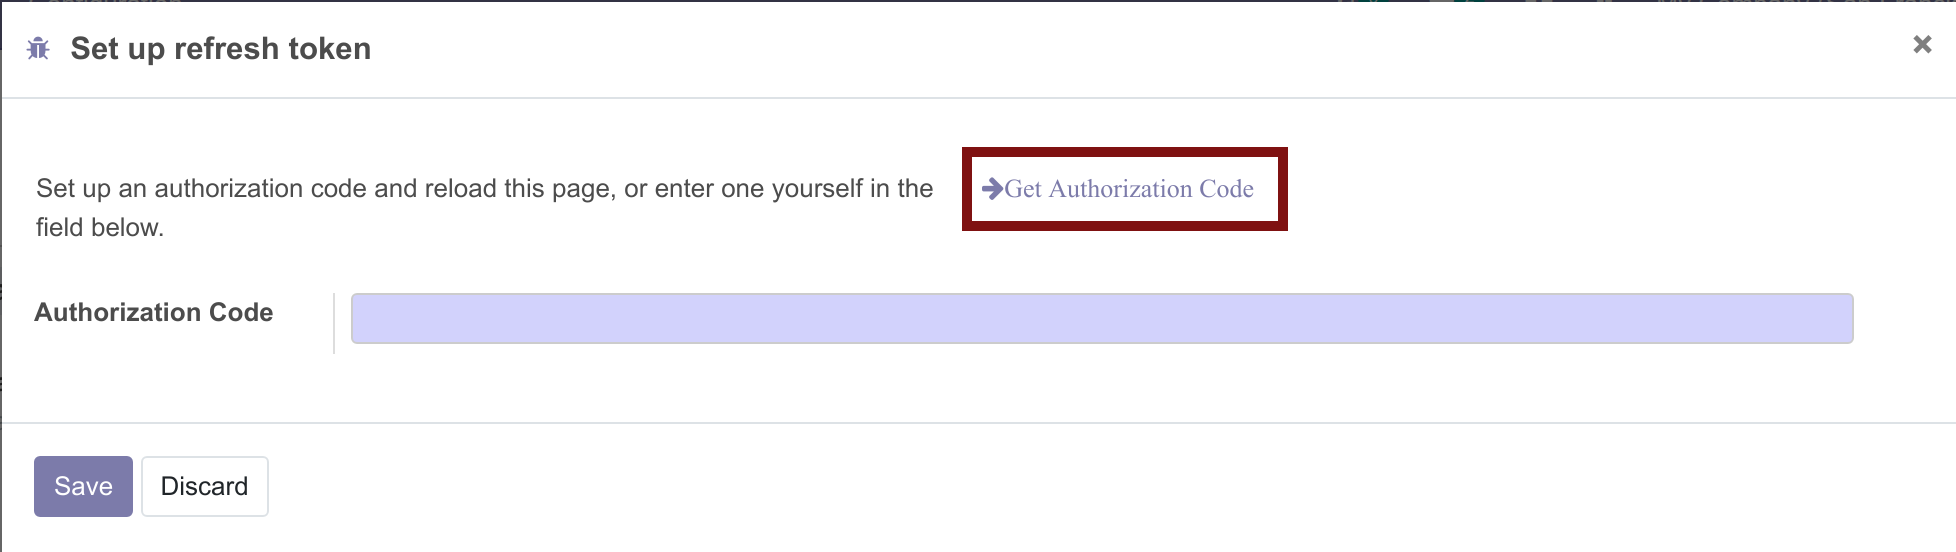 Set up refresh token
Set up an authorization code and reload this page, or enter one yourself in the
field below.
Get Authorization Code
Authorization Code
Save
Discard